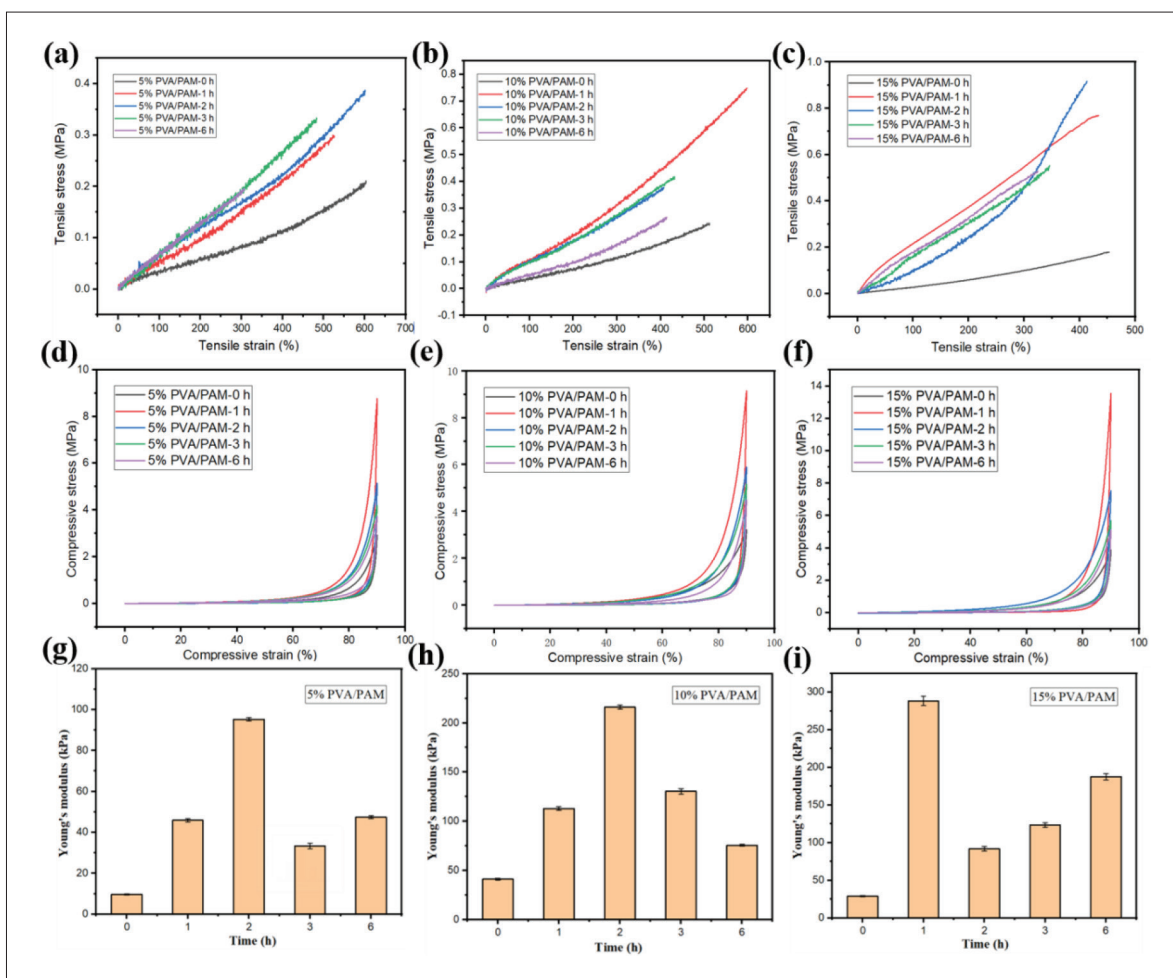 (a)
5% PVA/PAM-0 h
5% PVA/PAM-1 h
5% PVA/PAM-2 h
5% PVA/PAM-3 h
5% PVA/PAM-6 h
Tensile stress (MPa)
0.4
0.3
0.2
0.1
0.0
0 100 200 300 400 500 600 700
Tensile strain (%)
(b)
10% PVA/PAM-0 h
10% PVA/PAM-1 h
10% PVA/PAM-2 h
10% PVA/PAM-3 h
10% PVA/PAM-6 h
Tensile stress (MPa)
0.8
0.7
0.6
0.5
0.4
0.3
0.2
0.1
0.0
-0.1
0 100 200 300 400 500 600
Tensile strain (%)
(c)
15% PVA/PAM-0 h
15% PVA/PAM-1 h
15% PVA/PAM-2 h
15% PVA/PAM-3 h
15% PVA/PAM-6 h
Tensile stress (MPa)
1.0
0.8
0.6
0.4
0.2
0.0
0 100 200 300 400 500
Tensile strain (%)
(d)
5% PVA/PAM-0 h
5% PVA/PAM-1 h
5% PVA/PAM-2 h
5% PVA/PAM-3 h
5% PVA/PAM-6 h
Compressive stress (MPa)
10
8
6
4
2
0
0 20 40 60 80 100
Compressive strain (%)
(e)
10% PVA/PAM-0 h
10% PVA/PAM-1 h
10% PVA/PAM-2 h
10% PVA/PAM-3 h
10% PVA/PAM-6 h
Compressive stress (MPa)
10
8
6
4
2
0
0 20 40 60 80 100
Compressive strain (%)
(f)
15% PVA/PAM-0 h
15% PVA/PAM-1 h
15% PVA/PAM-2 h
15% PVA/PAM-3 h
15% PVA/PAM-6 h
Compressive stress (MPa)
14
12
10
8
6
4
2
0
0 20 40 60 80 100
Compressive strain (%)
(g)
5% PVA/PAM
Young's modulus (kPa)
120
100
80
60
40
20
0
0 1 2 3 6
Time (h)
(h)
10% PVA/PAM
Young's modulus (kPa)
250
200
150
100
50
0
0 1 2 3 6
Time (h)
(i)
15% PVA/PAM
Young's modulus (kPa)
300
250
200
150
100
50
0
0 1 2 3 6
Time (h)